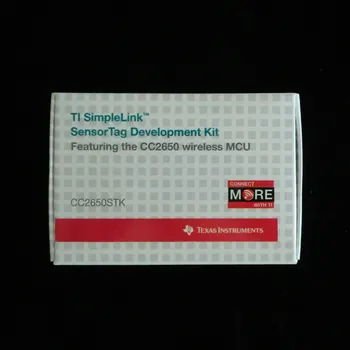 TI SimpleLink™
SensorTag Development Kit
Featuring the CC2650 wireless MCU
CONNECT
MORE
WITH TI
CC2650STK
TEXAS INSTRUMENTS